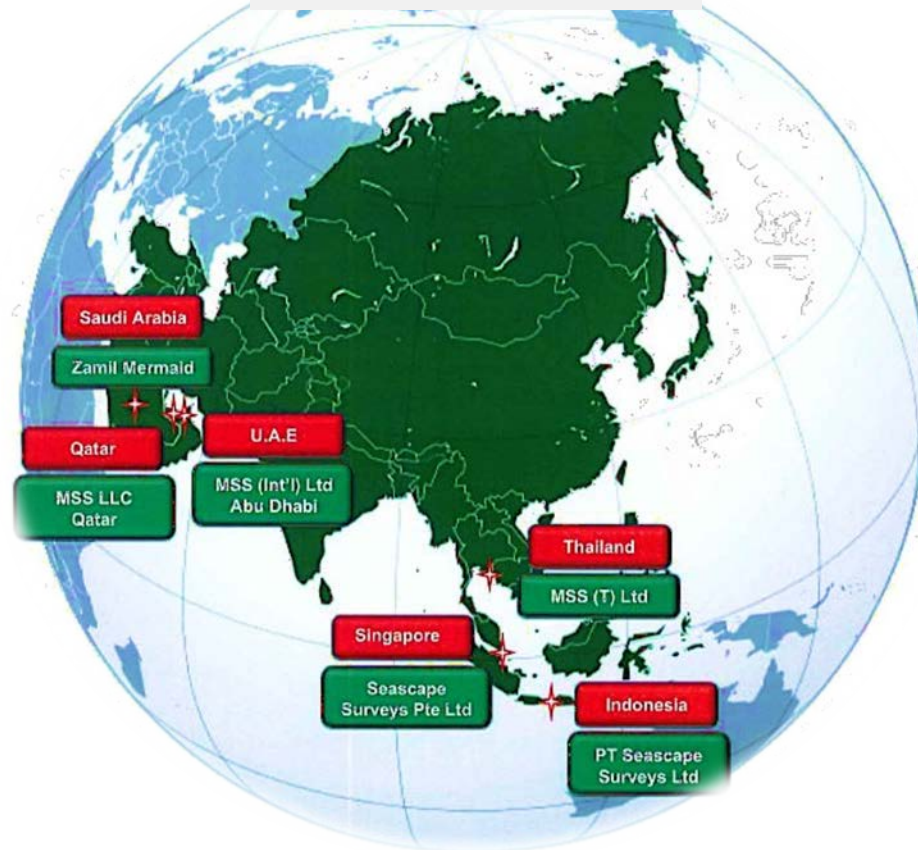 Saudi Arabia
Zamil Mermaid
Qatar
MSS LLC
Qatar
U.A.E
MSS (Int'l) Ltd
Abu Dhabi
Thailand
MSS (T) Ltd
Singapore
Seascape
Surveys Pte Ltd
Indonesia
PT Seascape
Surveys Ltd